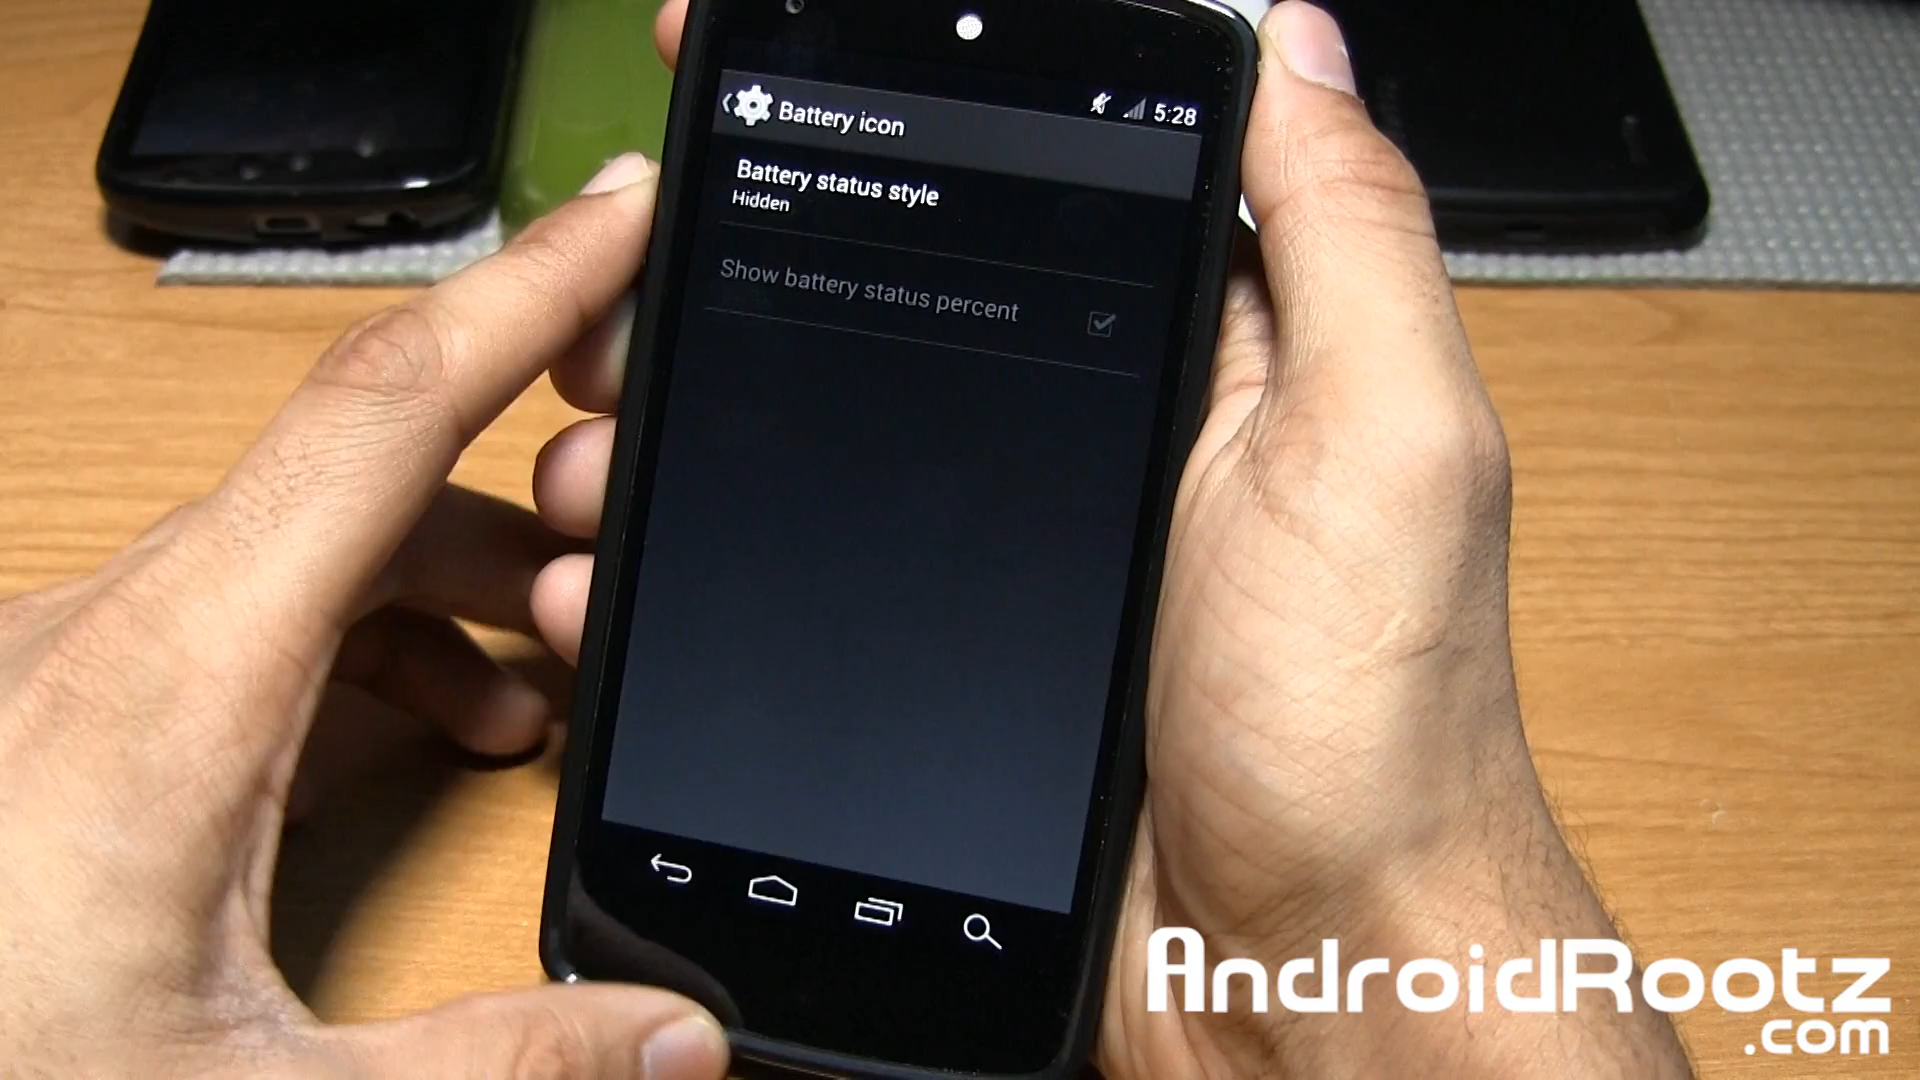 5:28
Battery icon
Battery status style
Hidden
Show battery status percent
AndroidRootz
.com